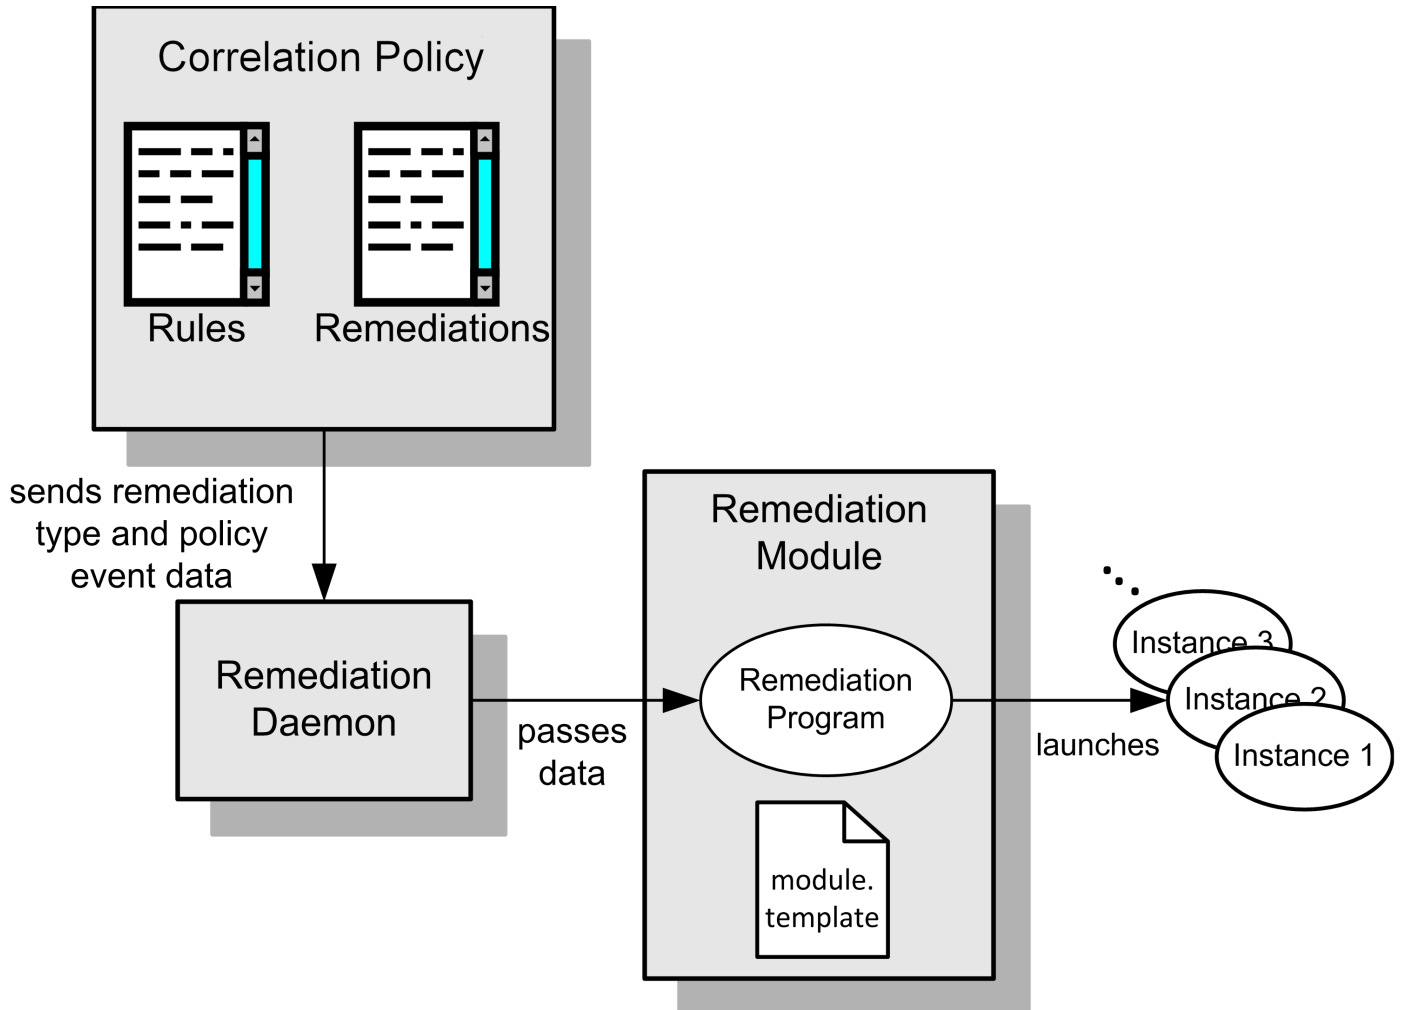 Correlation Policy
Rules
Remediations
sends remediation
type and policy
event data
Remediation
Daemon
passes
data
Remediation
Module
Remediation
Program
module.
template
launches
Instance 3
Instance 2
Instance 1